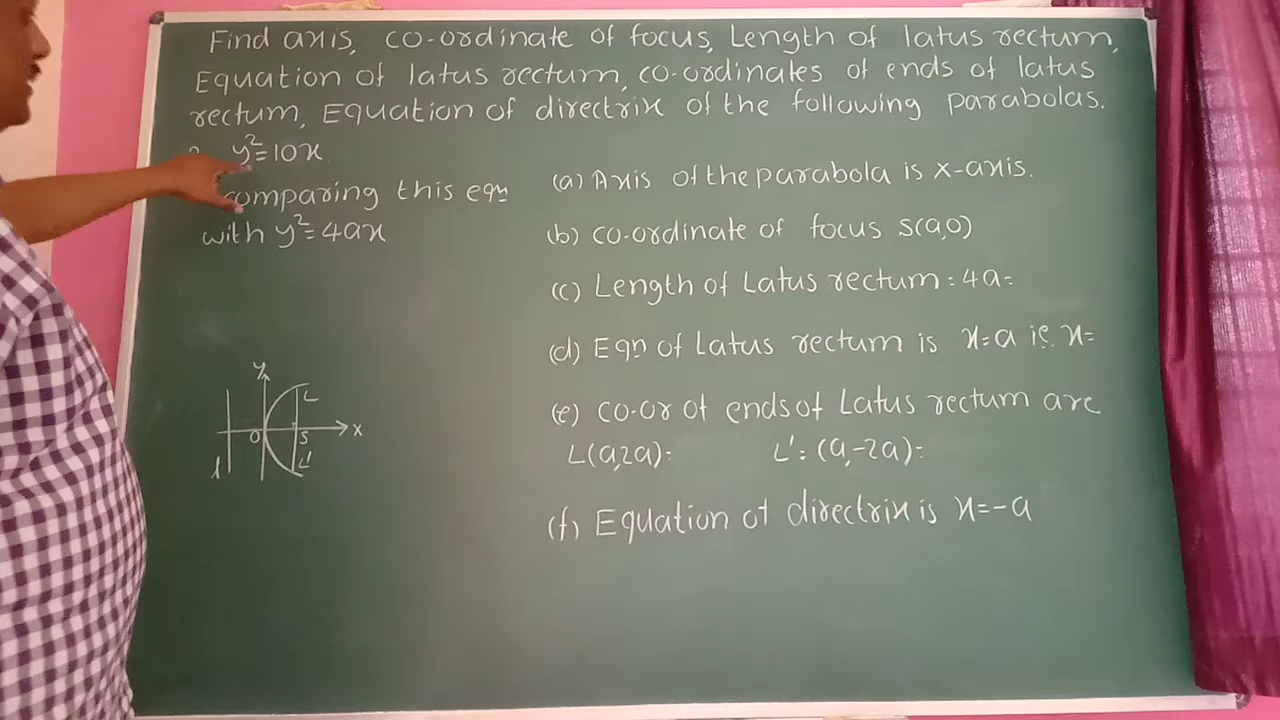 Find axis, co-ordinate of focus, Length of latus rectum,
Equation of latus rectum, co-ordinates of ends of latus
rectum, Equation of directrix of the following parabolas.
y²=10x
comparing this eqn
with y²=4ax
(a) Axis of the parabola is x-axis.
(b) co-ordinate of focus S(a,0)
(c) Length of Latus rectum = 4a=
(d) Eqn of Latus rectum is x=a ie. x=
(e) co-or of ends of Latus rectum are
L(a,2a)= L'=(a,-2a)=
(f) Equation of directrix is x=-a
Y
L
O S X
L'
l